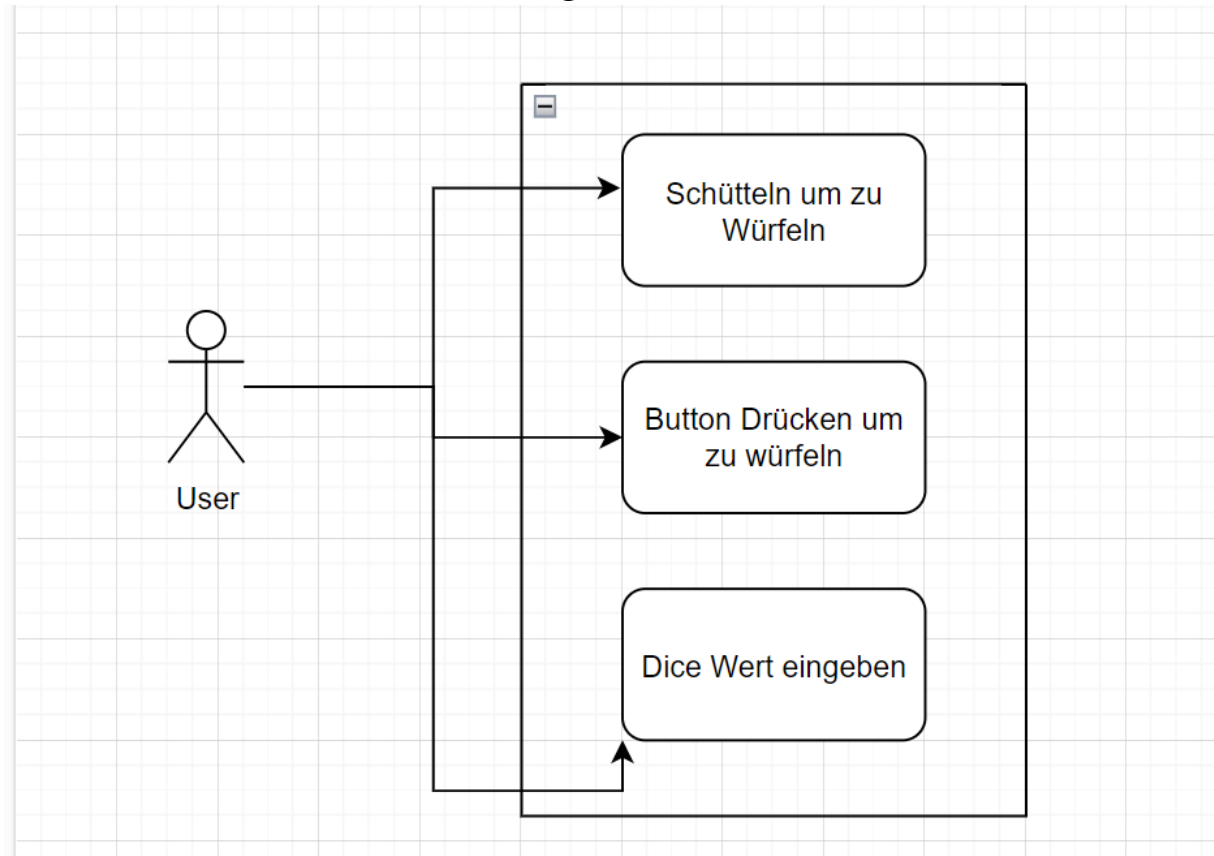 Schütteln um zu
Würfeln
Button Drücken um
zu würfeln
User
Dice Wert eingeben